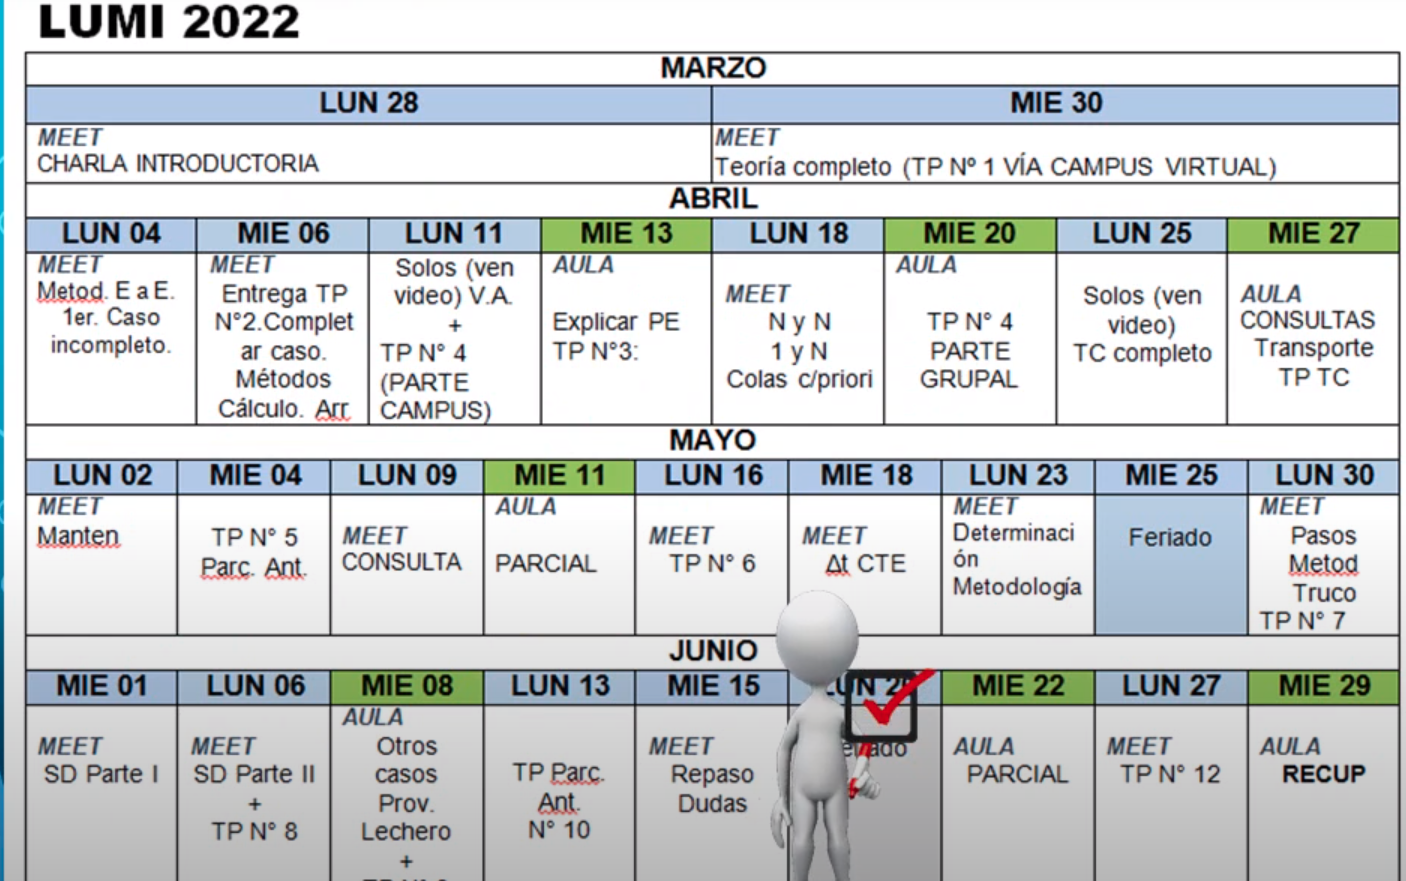 LUMI 2022
MARZO
LUN 28
MIE 30
MEET
CHARLA INTRODUCTORIA
MEET
Teoría completo (TP Nº 1 VÍA CAMPUS VIRTUAL)
ABRIL
LUN 04
MIE 06
LUN 11
MIE 13
LUN 18
MIE 20
LUN 25
MIE 27
MEET
Metod. E a E.
1er. Caso
incompleto.
MEET
Entrega TP
N°2.Complet
ar caso.
Métodos
Cálculo. Arr
Solos (ven
video) V.A.
+
TP N° 4
(PARTE
CAMPUS)
AULA
Explicar PE
TP N°3:
MEET
N y N
1 y N
Colas c/priori
AULA
TP N° 4
PARTE
GRUPAL
Solos (ven
video)
TC completo
AULA
CONSULTAS
Transporte
TP TC
MAYO
LUN 02
MIE 04
LUN 09
MIE 11
LUN 16
MIE 18
LUN 23
MIE 25
LUN 30
MEET
Manten
TP N° 5
Parc. Ant.
MEET
CONSULTA
AULA
PARCIAL
MEET
TP N° 6
MEET
Δt CTE
MEET
Determinaci
ón
Metodología
Feriado
MEET
Pasos
Metod
Truco
TP N° 7
JUNIO
MIE 01
LUN 06
MIE 08
LUN 13
MIE 15
LUN
MIE 22
LUN 27
MIE 29
MEET
SD Parte I
MEET
SD Parte II
+
TP N° 8
AULA
Otros
casos
Prov.
Lechero
+
TP Parc.
Ant.
N° 10
MEET
Repaso
Dudas
AULA
PARCIAL
MEET
TP N° 12
AULA
RECUP